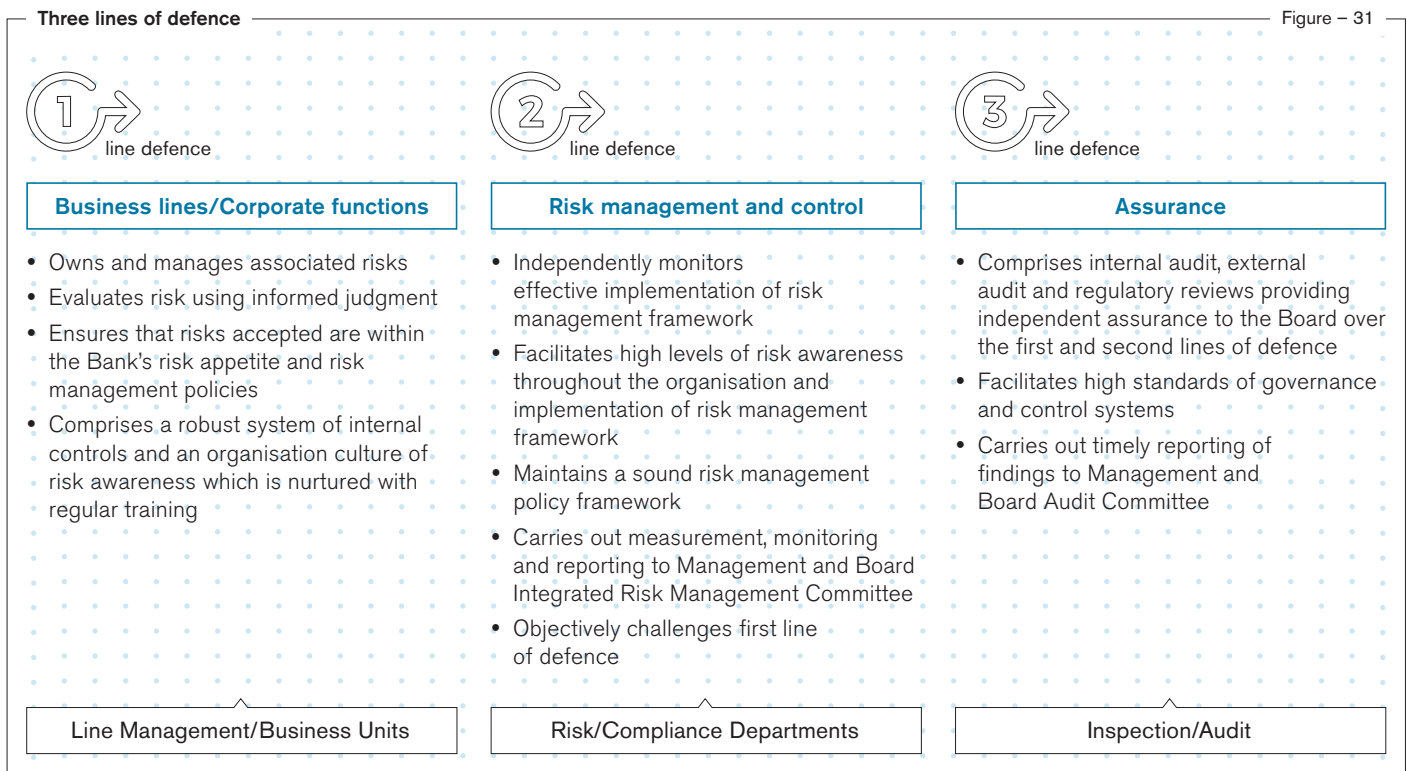 Three lines of defence
Figure – 31
1
line defence
Business lines/Corporate functions
• Owns and manages associated risks
• Evaluates risk using informed judgment
• Ensures that risks accepted are within
the Bank's risk appetite and risk
management policies
• Comprises a robust system of internal
controls and an organisation culture of
risk awareness which is nurtured with
regular training
Line Management/Business Units
2
line defence
Risk management and control
• Independently monitors
effective implementation of risk
management framework
• Facilitates high levels of risk awareness
throughout the organisation and
implementation of risk management
framework
• Maintains a sound risk management
policy framework
• Carries out measurement, monitoring
and reporting to Management and Board
Integrated Risk Management Committee
• Objectively challenges first line
of defence
Risk/Compliance Departments
3
line defence
Assurance
• Comprises internal audit, external
audit and regulatory reviews providing
independent assurance to the Board over
the first and second lines of defence
• Facilitates high standards of governance
and control systems
• Carries out timely reporting of
findings to Management and
Board Audit Committee
Inspection/Audit